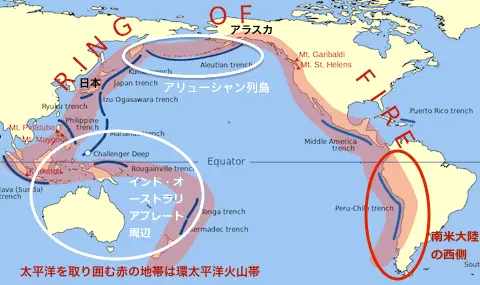 RING OF FIRE
アラスカ
Mt. Garibaldi
Mt. St. Helens
Aleutian trench
日本
アリューシャン列島
Japan trench
Izu Ogasawara trench
Ryukyu trench
Puerto Rico trench
Philippine
trench
Mt. Pinatubo
Mt. Mayon
Middle America
trench
Challenger Deep
Equator
Krakatoa
Bougainville trench
インド・オ
ーストラリ
アプレート
周辺
Java (Sunda)
trench
Tonga trench
Peru-Chile trench
Kermadec trench
南米大陸
の西側
太平洋を取り囲む赤の地帯は環太平洋火山帯